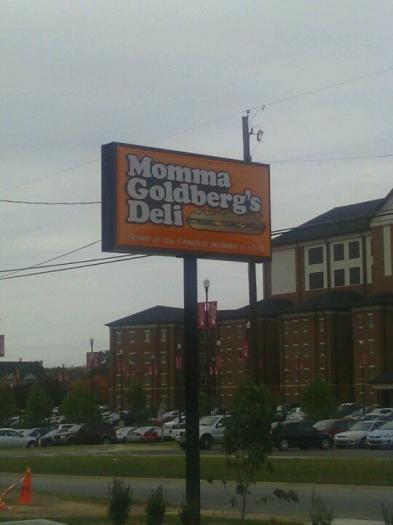 Momma
Goldberg's
Deli
HOME of the FAMOUS MOMMA'S LOVE